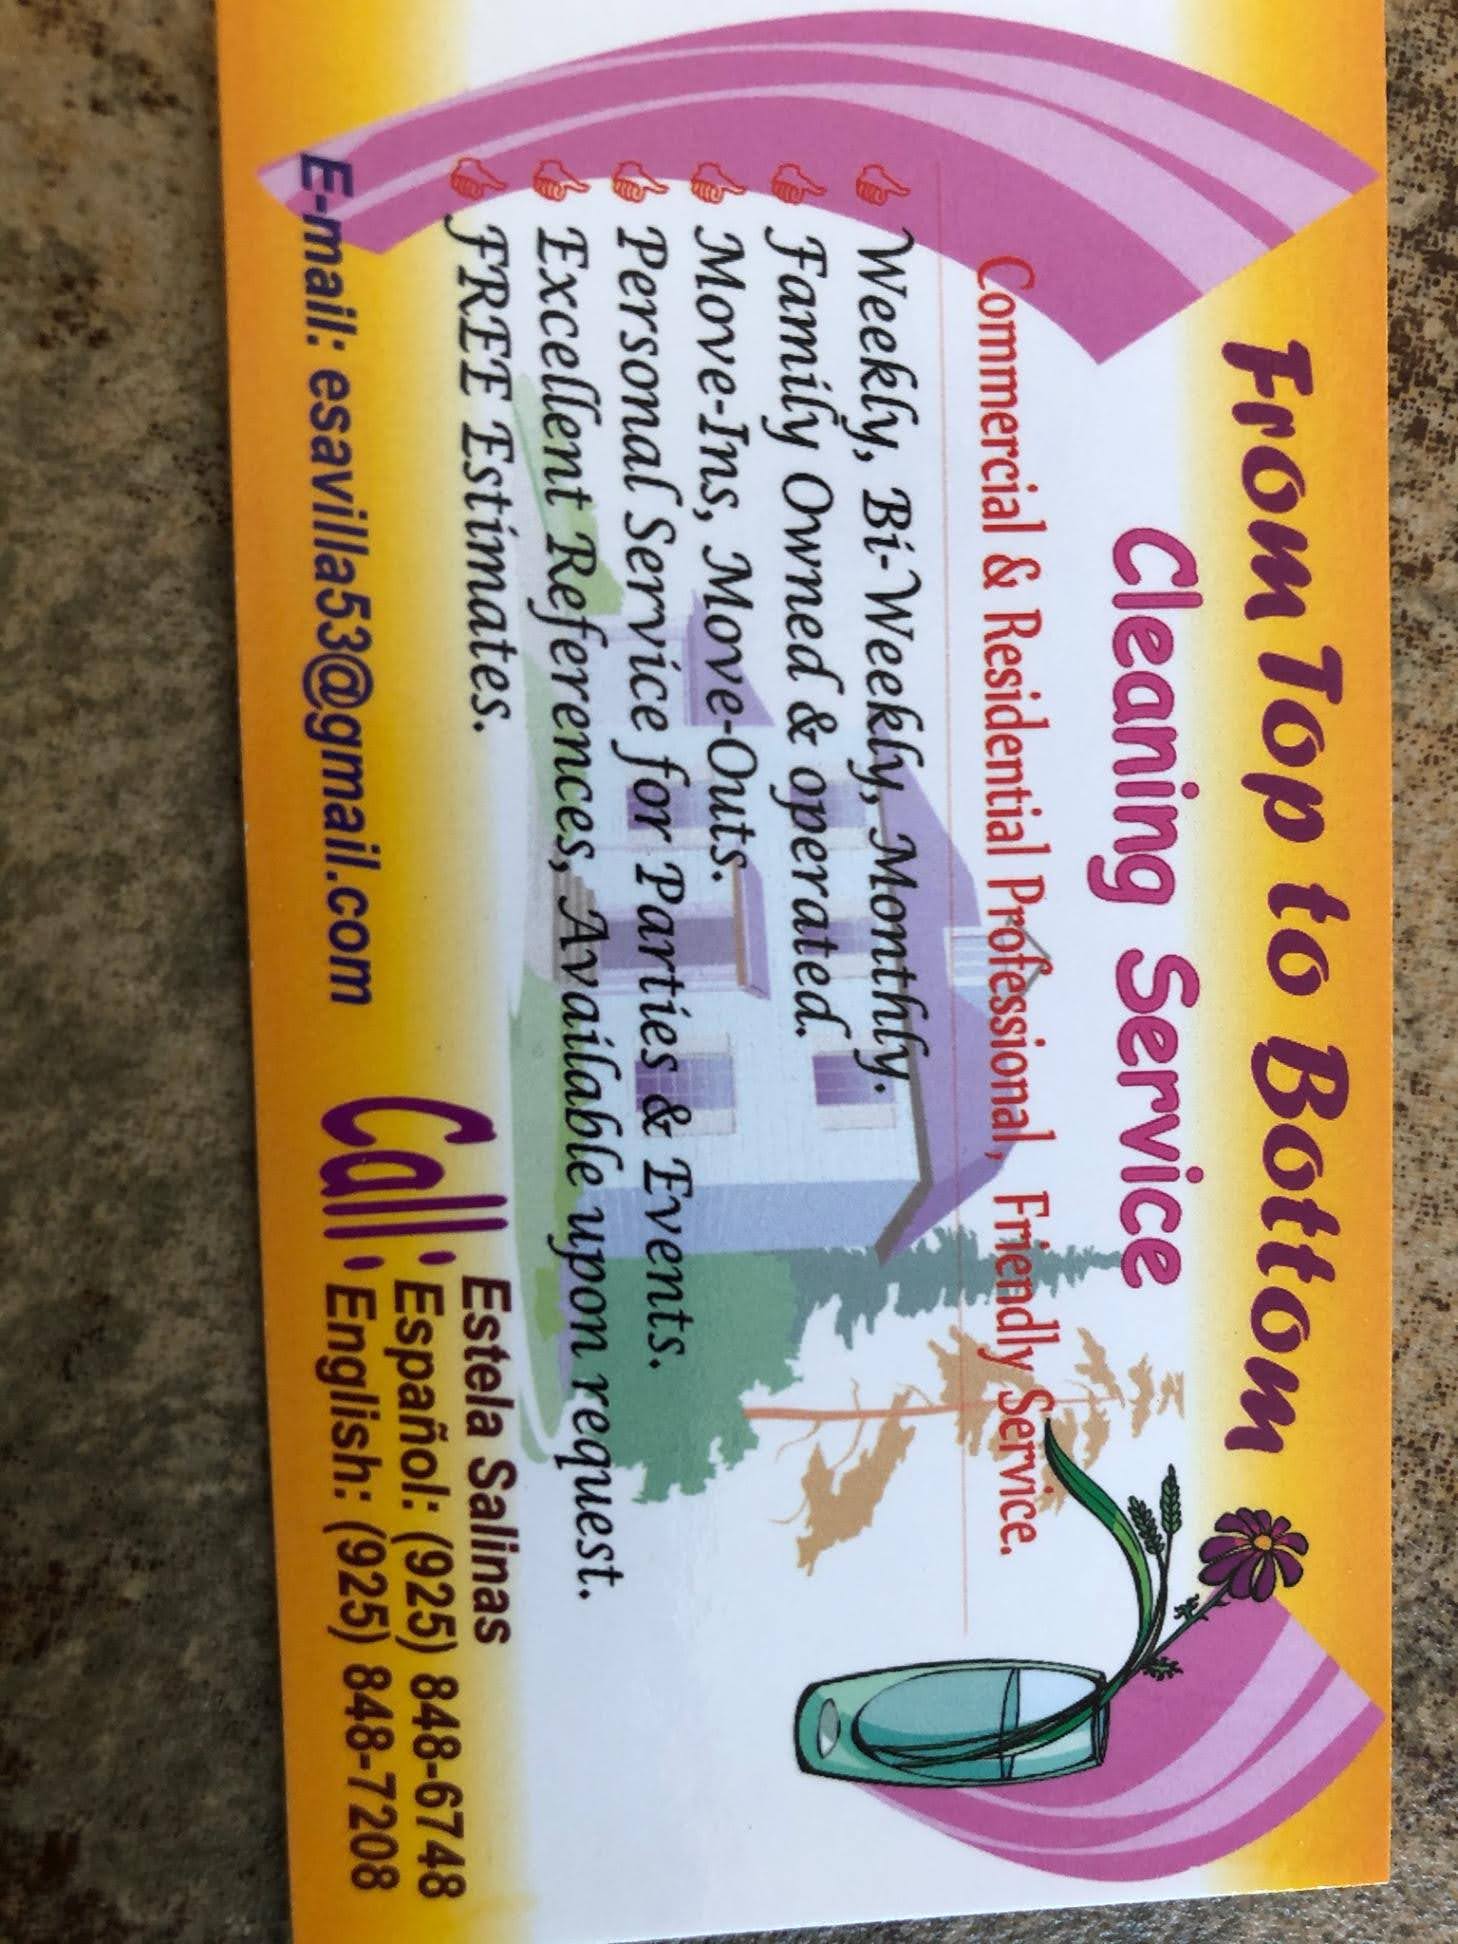 From Top to Bottom
Cleaning Service
Commercial & Residential Professional, Friendly Service.
Weekly, Bi-Weekly, Monthly.
Family Owned & operated.
Move-Ins, Move-Outs.
Personal Service for Parties & Events.
Excellent References, Available upon request.
FREE Estimates.
E-mail: esavilla53@gmail.com
Call:
Estela Salinas
Español: (925) 848-6748
English: (925) 848-7208